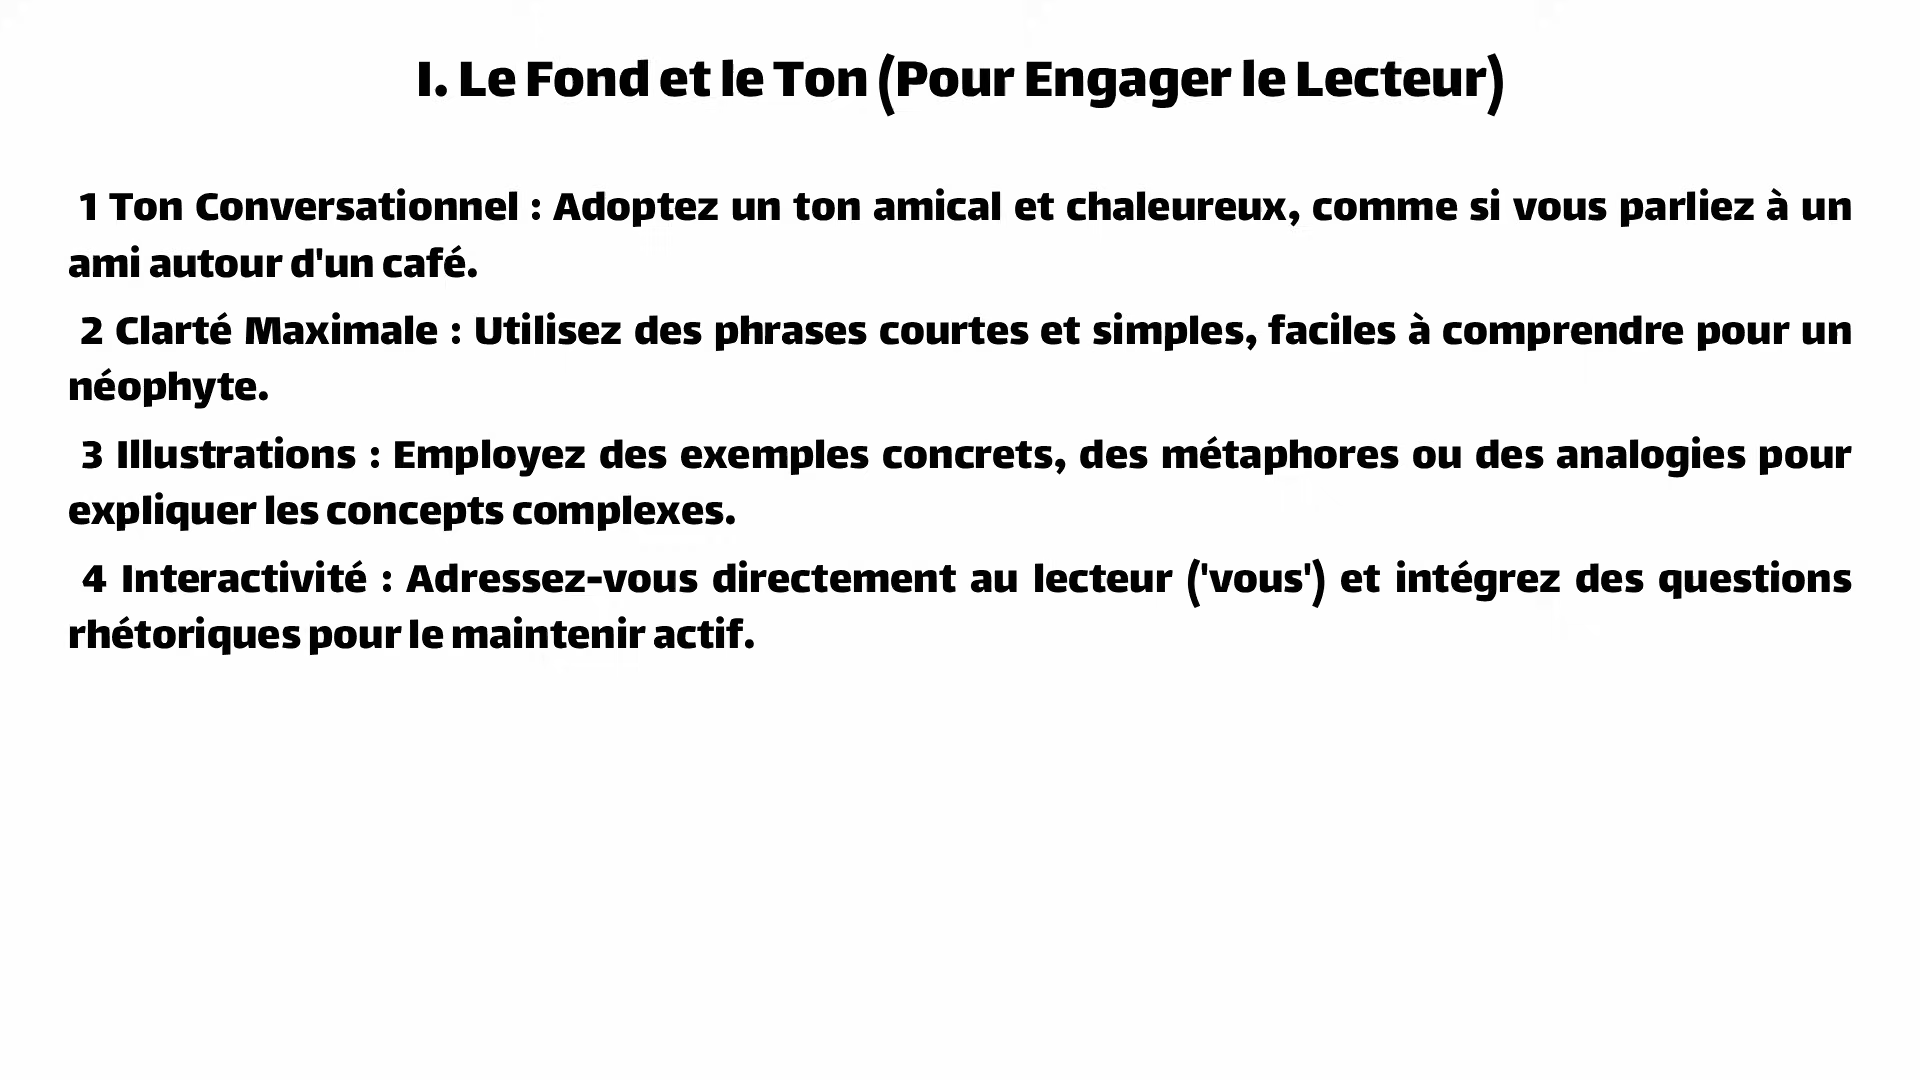 I. Le Fond et le Ton (Pour Engager le Lecteur)
1 Ton Conversationnel : Adoptez un ton amical et chaleureux, comme si vous parliez à un
ami autour d'un café.
2 Clarté Maximale : Utilisez des phrases courtes et simples, faciles à comprendre pour un
néophyte.
3 Illustrations : Employez des exemples concrets, des métaphores ou des analogies pour
expliquer les concepts complexes.
4 Interactivité : Adressez-vous directement au lecteur ('vous') et intégrez des questions
rhétoriques pour le maintenir actif.